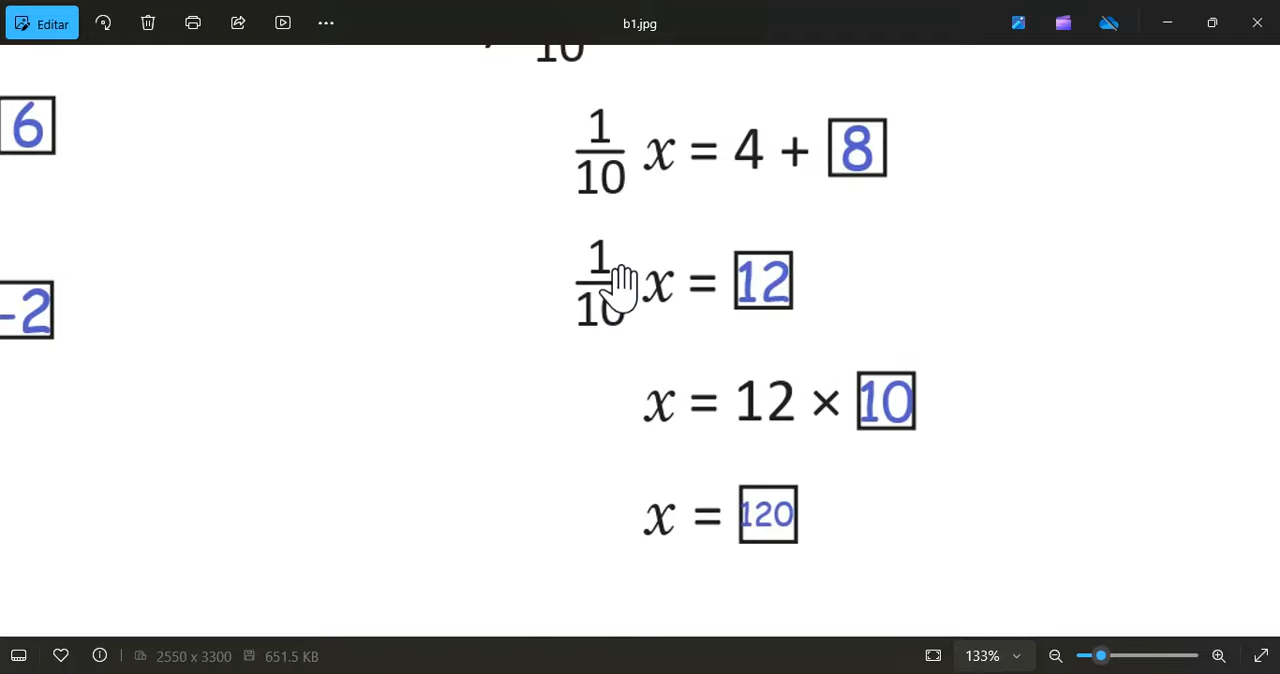 Editar
b1.jpg
10
6
1/10 x = 4 + 8
1/10 x = 12
-2
x = 12 × 10
x = 120
2550 x 3300
651.5 KB
133%